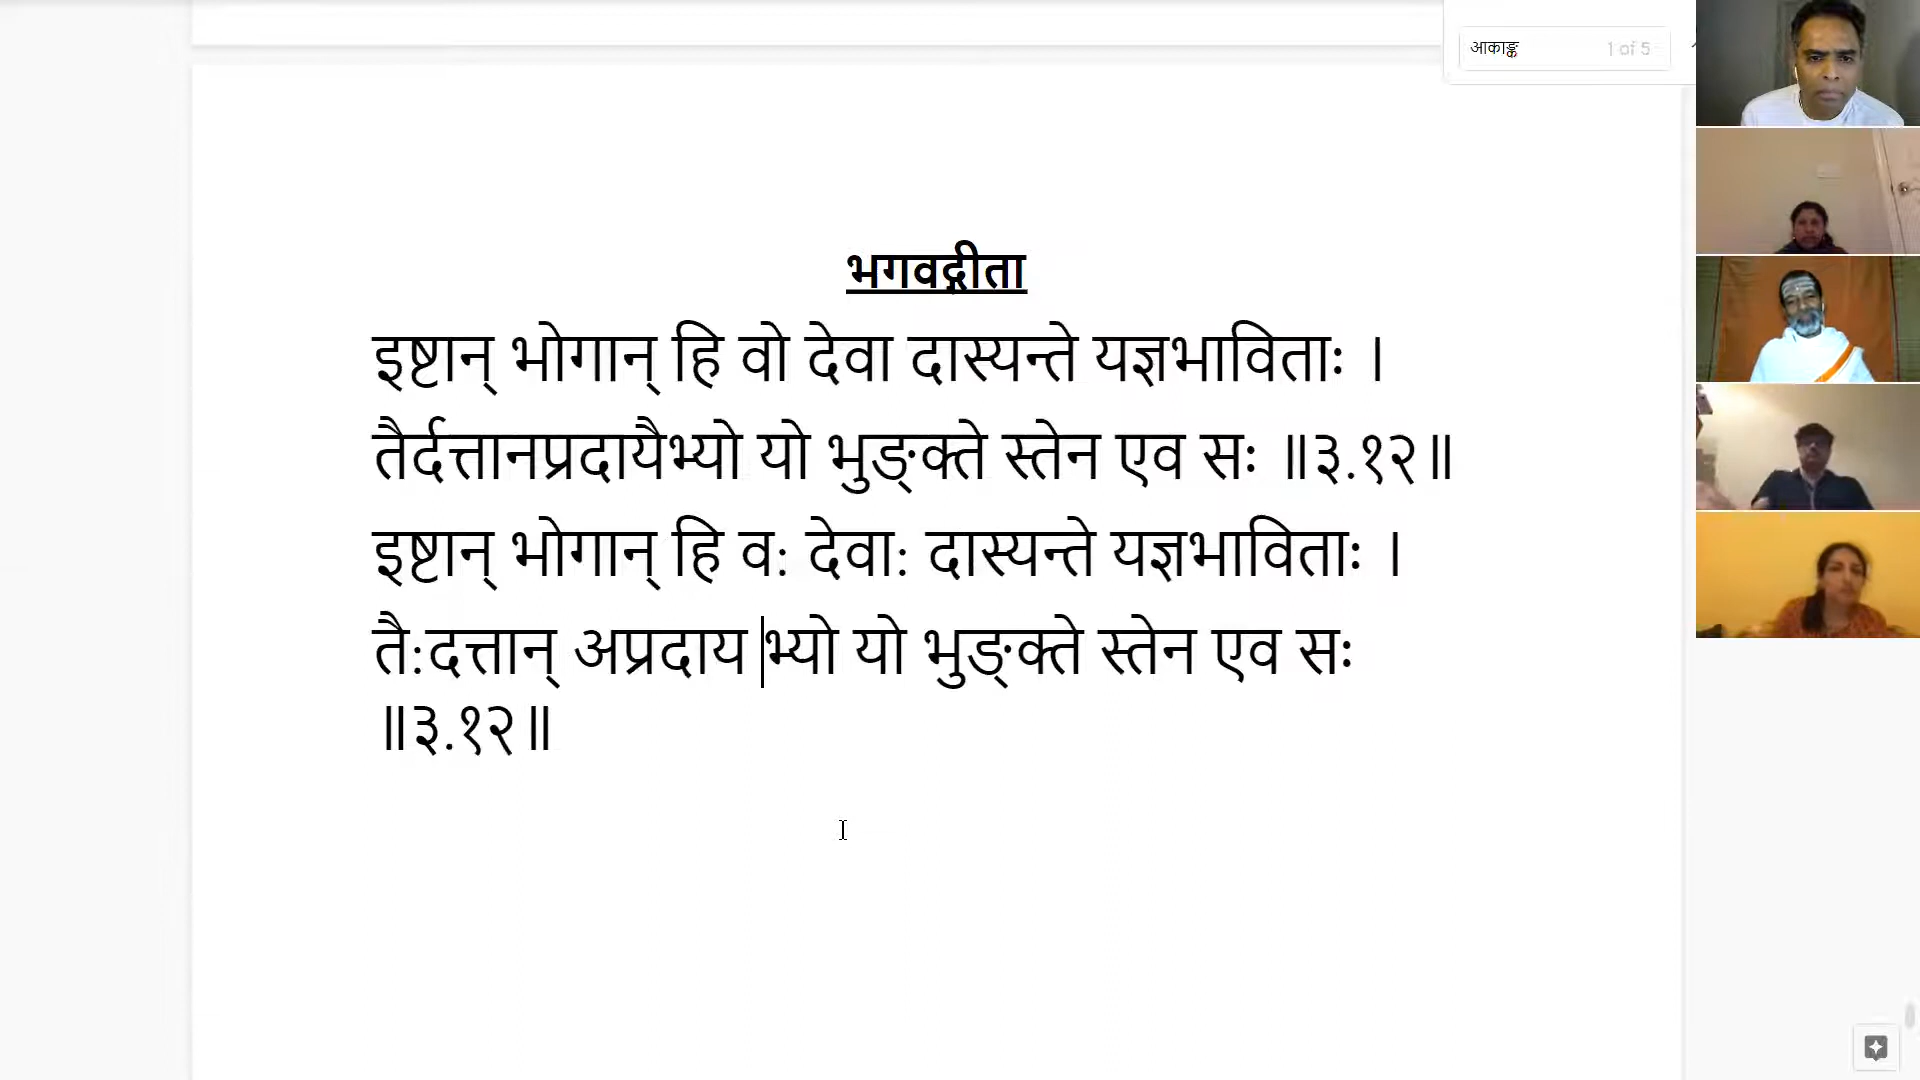 आकाङ्क 1 of 5
भगवद्गीता
इष्टान् भोगान् हि वो देवा दास्यन्ते यज्ञभाविताः ।
तैर्दत्तानप्रदायैभ्यो यो भुङ्क्ते स्तेन एव सः ॥३.१२॥
इष्टान् भोगान् हि वः देवाः दास्यन्ते यज्ञभाविताः ।
तैःदत्तान् अप्रदाय भ्यो यो भुङ्क्ते स्तेन एव सः
॥३.१२॥